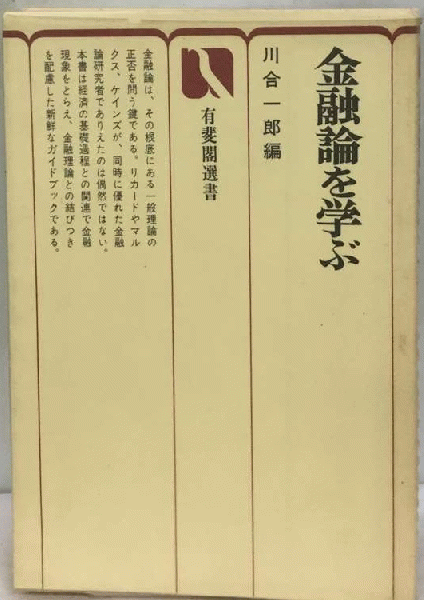 金融論を学ぶ
川合一郎編
有斐閣選書
金融論は、その根底にある一般理論の
正否を問う鍵である。リカードやマル
クス、ケインズが、同時に優れた金融
論研究者でありえたのは偶然ではない。
本書は経済の基礎過程との関連で金融
現象をとらえ、金融理論との結びつき
を配慮した新鮮なガイドブックである。